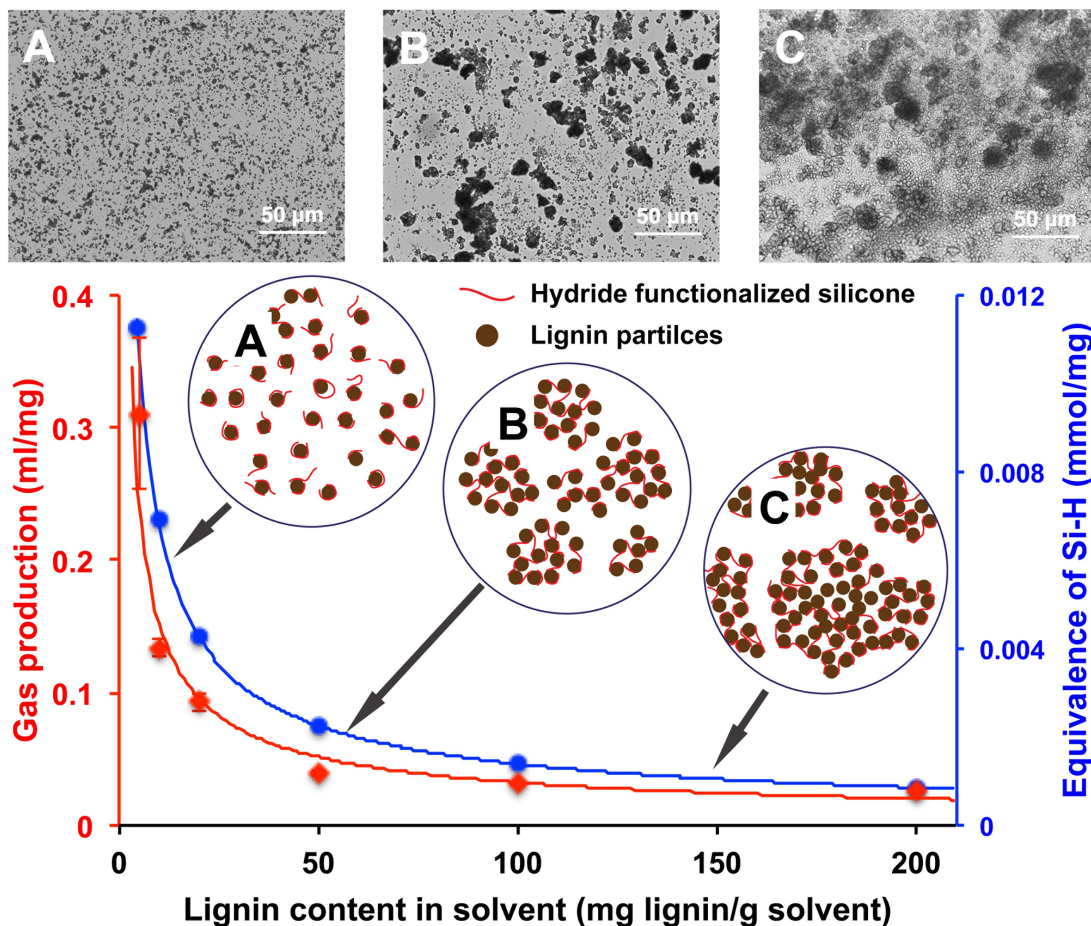 A
50 µm
B
50 µm
C
50 µm
Hydride functionalized silicone
Lignin partilces
A
B
C
Gas production (ml/mg)
0.4
0.3
0.2
0.1
0
0.012
0.008
0.004
0
Equivalence of Si-H (mmol/mg)
0
50
100
150
200
Lignin content in solvent (mg lignin/g solvent)